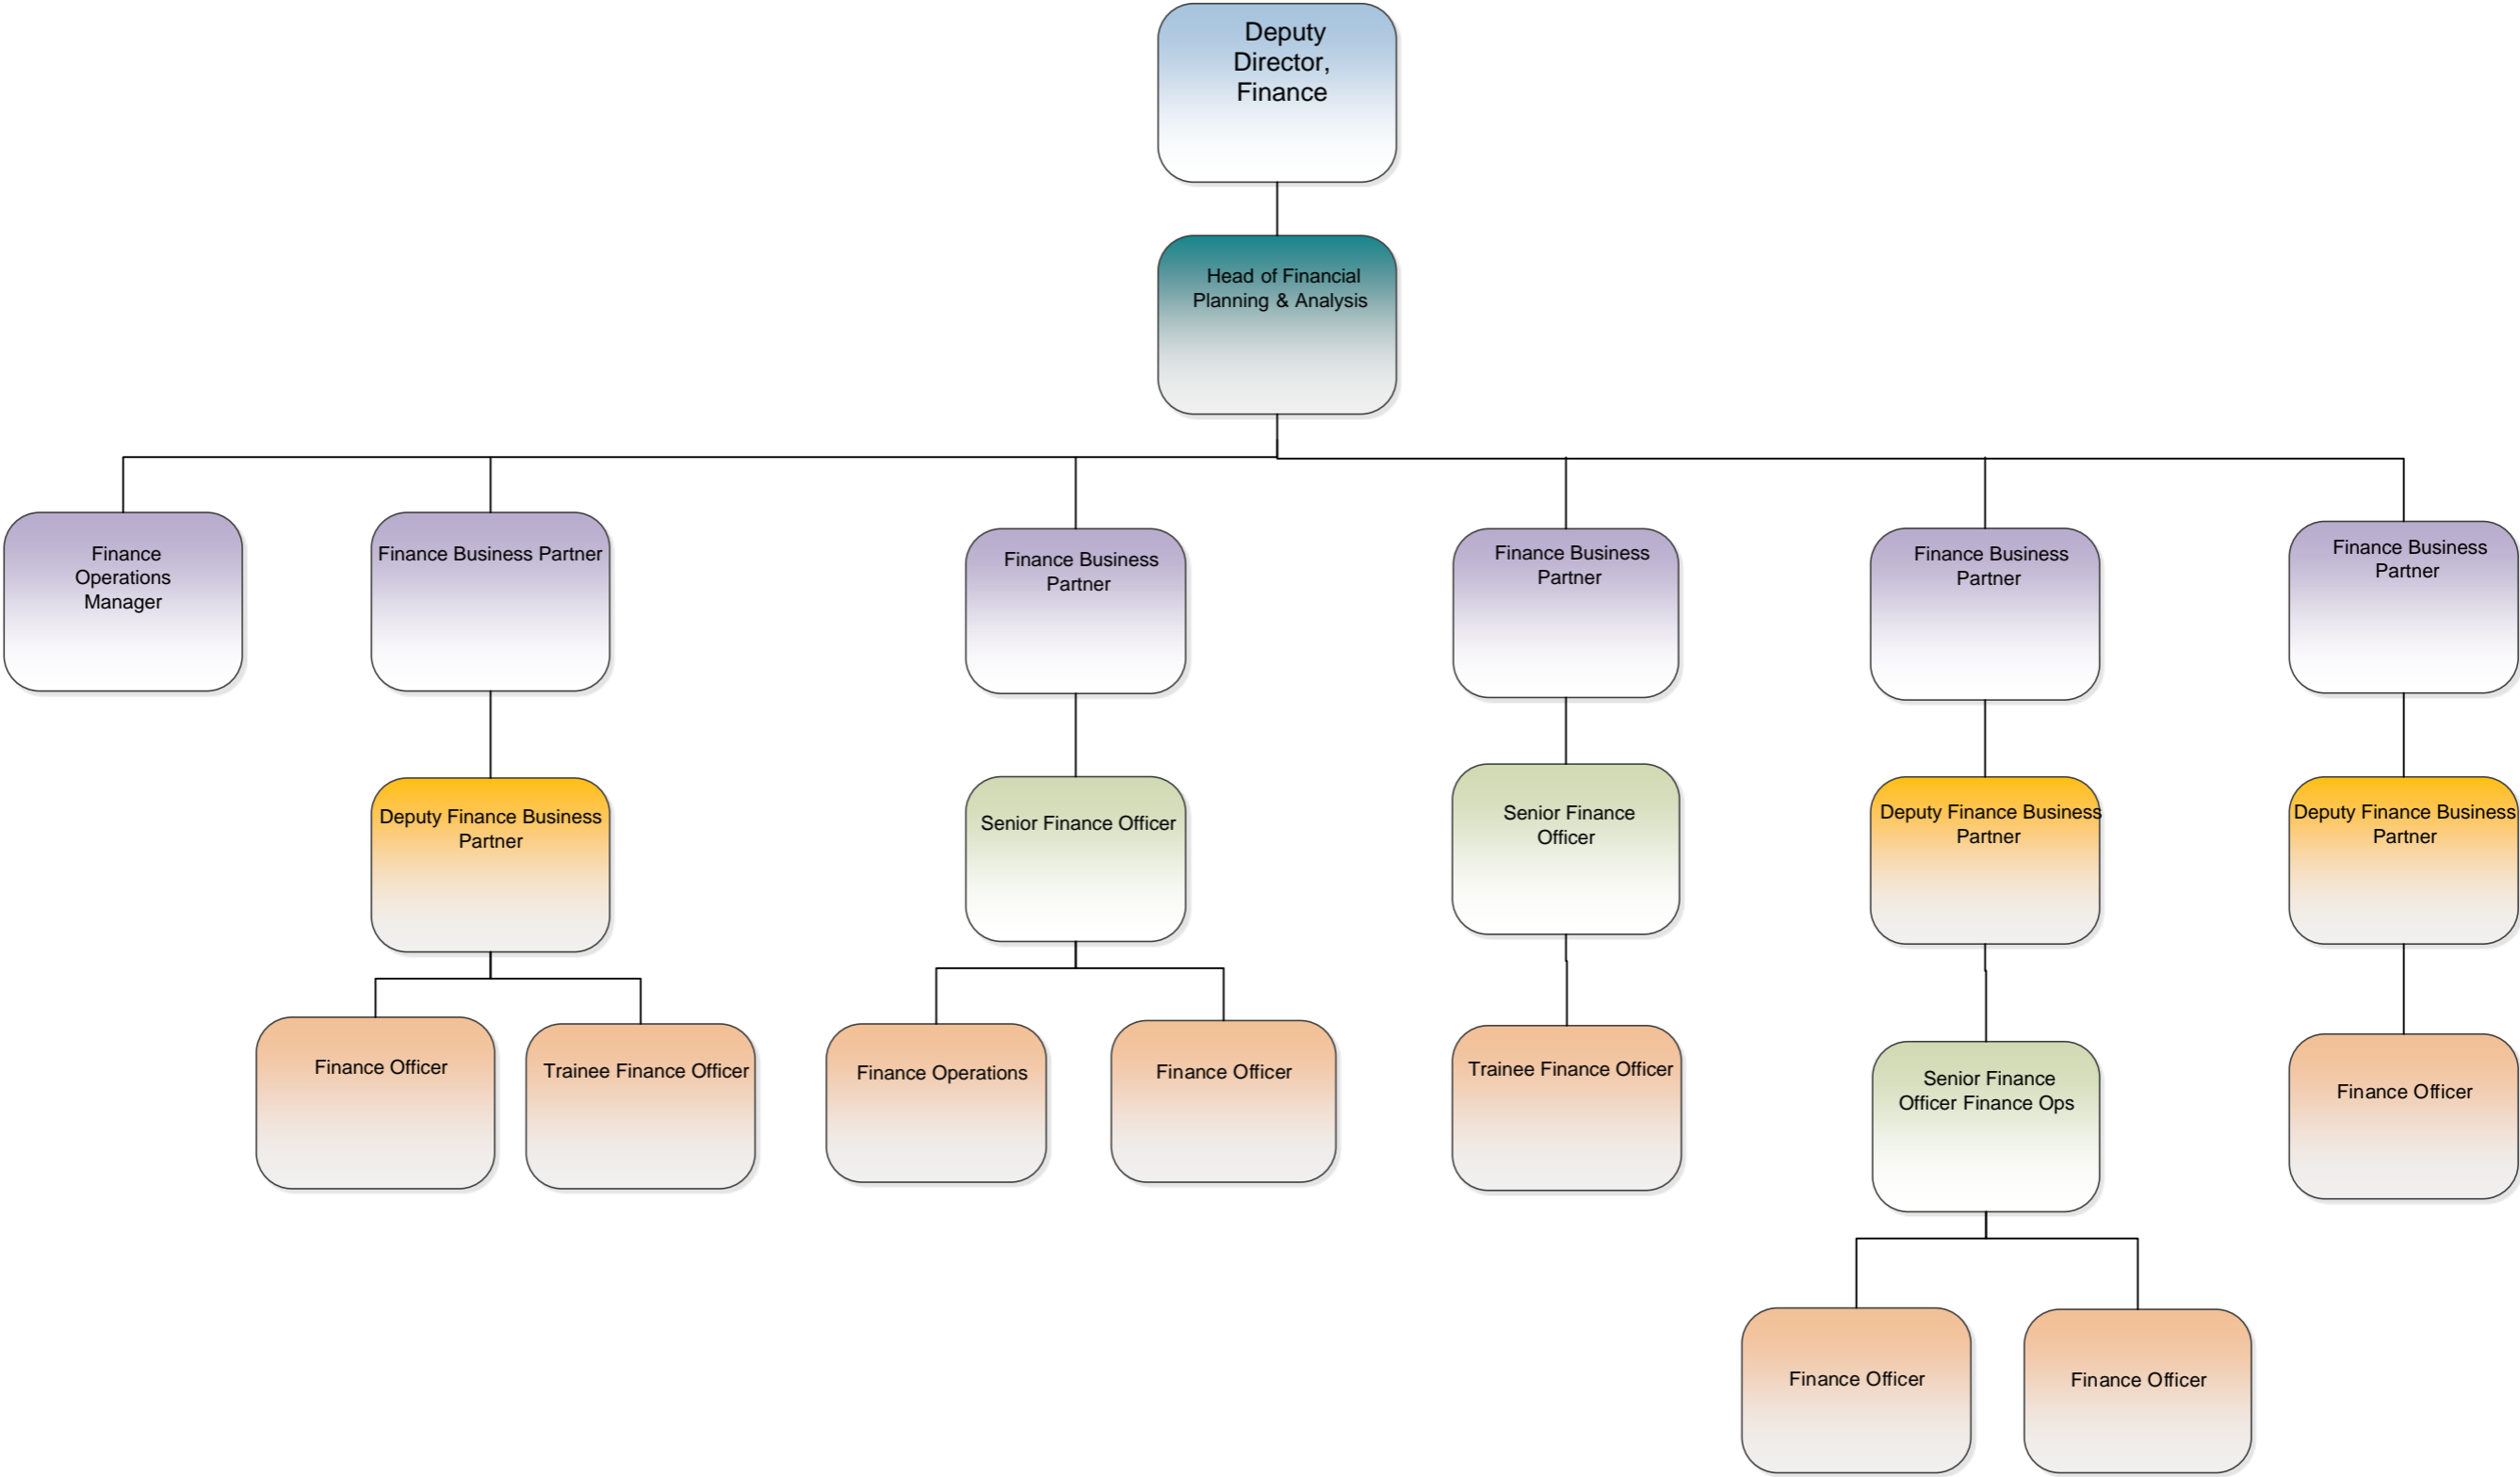 Deputy
Director,
Finance
Head of Financial
Planning & Analysis
Finance
Operations
Manager
Finance Business Partner
Finance Business
Partner
Finance Business
Partner
Finance Business
Partner
Finance Business
Partner
Deputy Finance Business
Partner
Senior Finance Officer
Senior Finance
Officer
Deputy Finance Business
Partner
Deputy Finance Business
Partner
Finance Officer
Trainee Finance Officer
Finance Operations
Finance Officer
Trainee Finance Officer
Senior Finance
Officer Finance Ops
Finance Officer
Finance Officer
Finance Officer